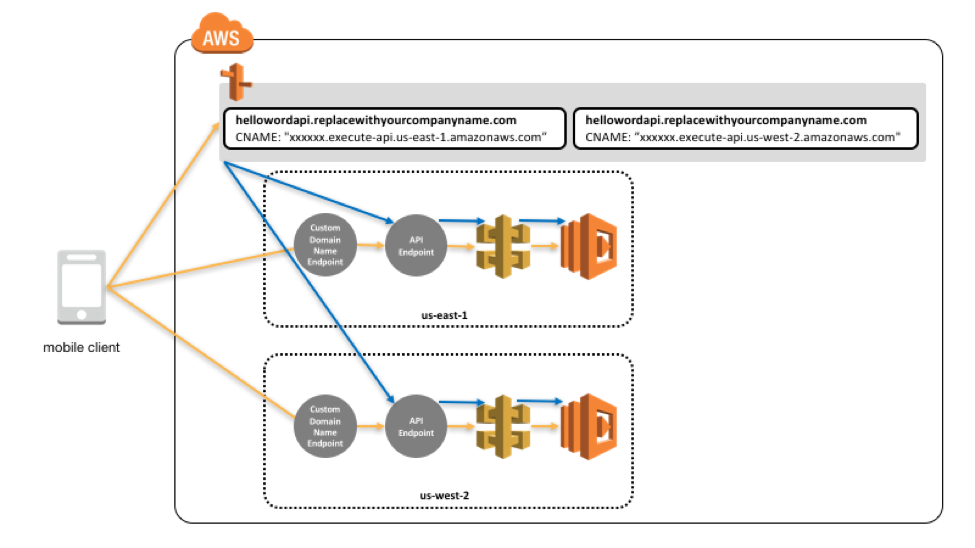 AWS
hellowordapi.replacewithyourcompanyname.com
CNAME: "xxxxxx.execute-api.us-east-1.amazonaws.com"
hellowordapi.replacewithyourcompanyname.com
CNAME: "xxxxxx.execute-api.us-west-2.amazonaws.com"
Custom
Domain
Name
Endpoint
API
Endpoint
us-east-1
mobile client
Custom
Domain
Name
Endpoint
API
Endpoint
us-west-2